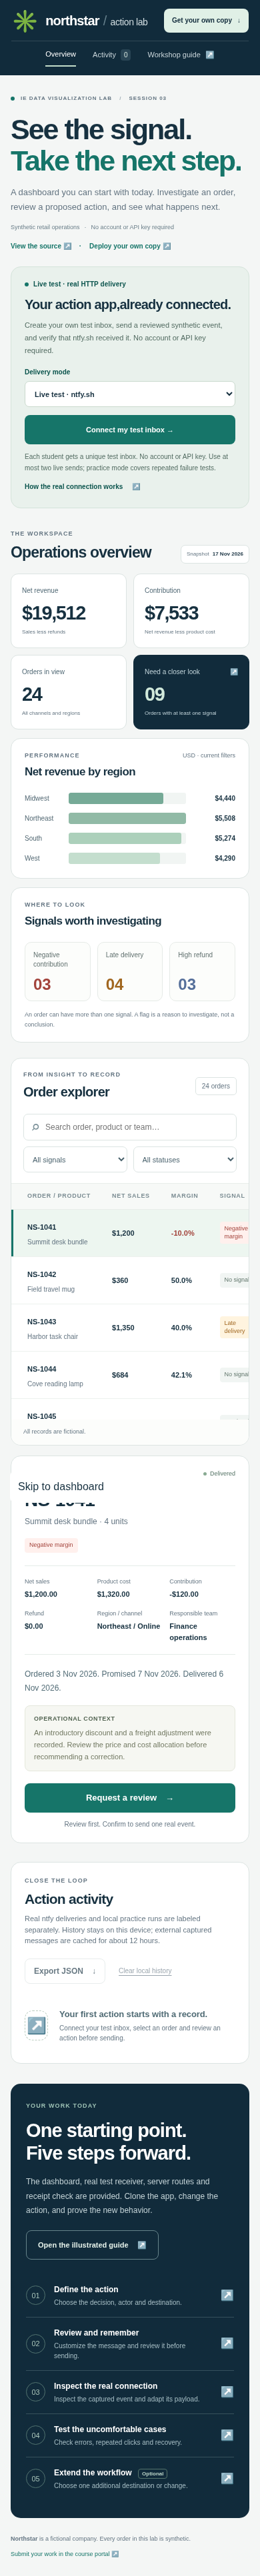 northstar / action lab
Get your own copy ↓
Overview Activity 0 Workshop guide ↗
IE DATA VISUALIZATION LAB / SESSION 03
See the signal.
Take the next step.
A dashboard you can start with today. Investigate an order,
review a proposed action, and see what happens next.
Synthetic retail operations · No account or API key required
View the source ↗ · Deploy your own copy ↗
Live test · real HTTP delivery
Your action app,already connected.
Create your own test inbox, send a reviewed synthetic event,
and verify that ntfy.sh received it. No account or API key
required.
Delivery mode
Live test · ntfy.sh
Connect my test inbox →
Each student gets a unique test inbox. No account or API key. Use at
most two live sends; practice mode covers repeated failure tests.
How the real connection works ↗
THE WORKSPACE
Operations overview
Snapshot 17 Nov 2026
Net revenue
$19,512
Sales less refunds
Contribution
$7,533
Net revenue less product cost
Orders in view
24
All channels and regions
Need a closer look ↗
09
Orders with at least one signal
PERFORMANCE
USD · current filters
Net revenue by region
Midwest $4,440
Northeast $5,508
South $5,274
West $4,290
WHERE TO LOOK
Signals worth investigating
Negative
contribution
03
Late delivery
04
High refund
03
An order can have more than one signal. A flag is a reason to investigate, not a
conclusion.
FROM INSIGHT TO RECORD
Order explorer
24 orders
Search order, product or team…
All signals
All statuses
ORDER / PRODUCT NET SALES MARGIN SIGNAL
NS-1041
Summit desk bundle
$1,200 -10.0%
Negative
margin
NS-1042
Field travel mug
$360 50.0% No signal
NS-1043
Harbor task chair
$1,350 40.0%
Late
delivery
NS-1044
Cove reading lamp
$684 42.1% No signal
NS-1045
All records are fictional.
Delivered
Skip to dashboard
NS-1041
Summit desk bundle · 4 units
Negative margin
Net sales
$1,200.00
Product cost
$1,320.00
Contribution
-$120.00
Refund
$0.00
Region / channel
Northeast / Online
Responsible team
Finance
operations
Ordered 3 Nov 2026. Promised 7 Nov 2026. Delivered 6
Nov 2026.
OPERATIONAL CONTEXT
An introductory discount and a freight adjustment were
recorded. Review the price and cost allocation before
recommending a correction.
Request a review →
Review first. Confirm to send one real event.
CLOSE THE LOOP
Action activity
Real ntfy deliveries and local practice runs are labeled
separately. History stays on this device; external captured
messages are cached for about 12 hours.
Export JSON ↓
Clear local history
↗
Your first action starts with a record.
Connect your test inbox, select an order and review an
action before sending.
YOUR WORK TODAY
One starting point.
Five steps forward.
The dashboard, real test receiver, server routes and
receipt check are provided. Clone the app, change the
action, and prove the new behavior.
Open the illustrated guide ↗
01 Define the action ↗
Choose the decision, actor and destination.
02 Review and remember ↗
Customize the message and review it before
sending.
03 Inspect the real connection ↗
Inspect the captured event and adapt its payload.
04 Test the uncomfortable cases ↗
Check errors, repeated clicks and recovery.
05 Extend the workflow Optional ↗
Choose one additional destination or change.
Northstar is a fictional company. Every order in this lab is synthetic.
Submit your work in the course portal ↗